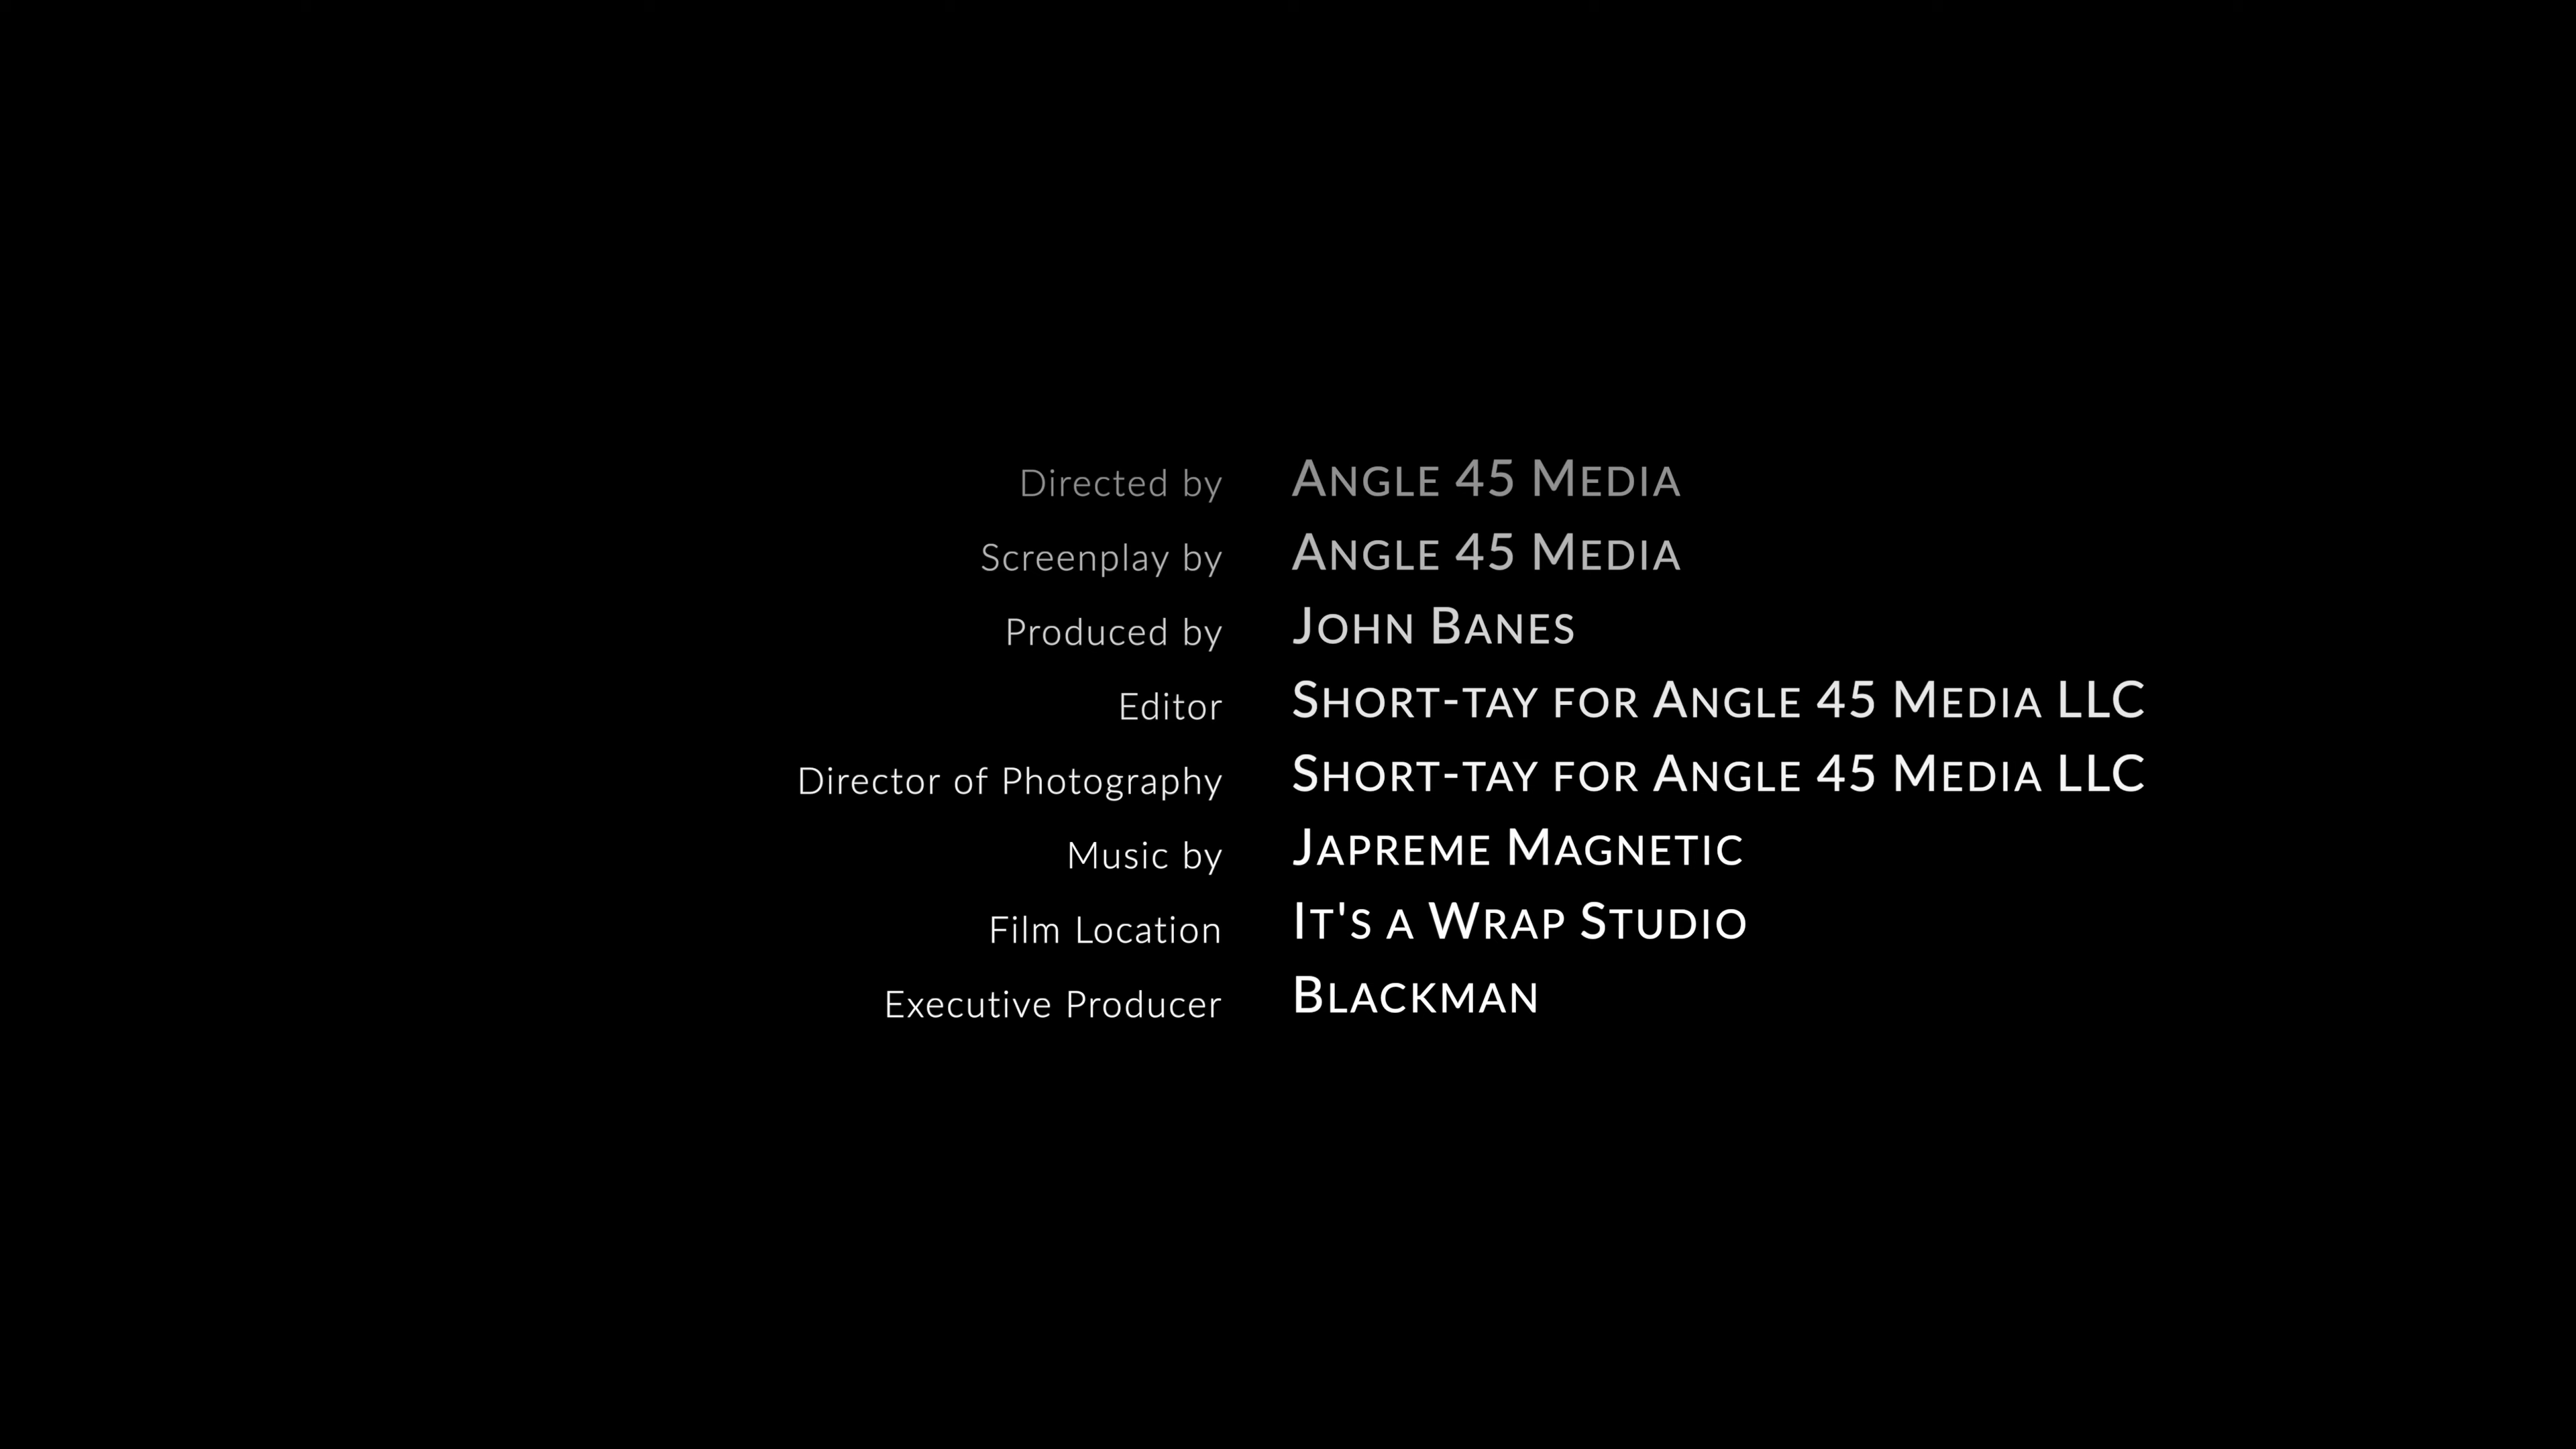 Directed by Angle 45 Media
Screenplay by Angle 45 Media
Produced by John Banes
Editor Short-tay for Angle 45 Media LLC
Director of Photography Short-tay for Angle 45 Media LLC
Music by Japreme Magnetic
Film Location It's a Wrap Studio
Executive Producer Blackman